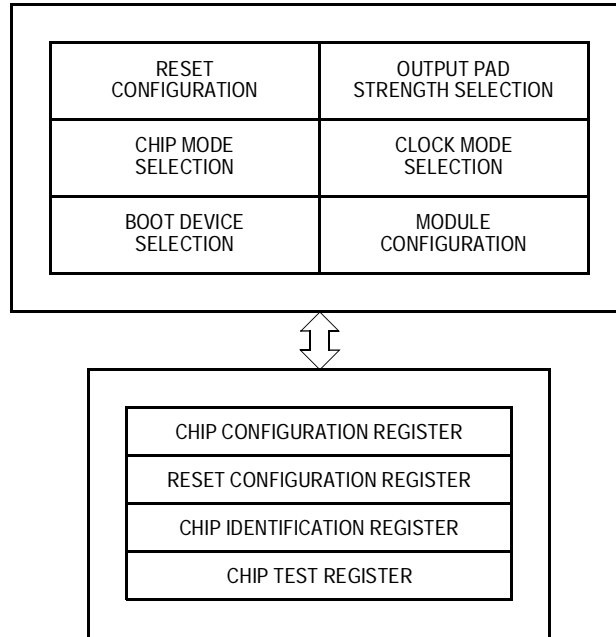 RESET
CONFIGURATION
OUTPUT PAD
STRENGTH SELECTION
CHIP MODE
SELECTION
CLOCK MODE
SELECTION
BOOT DEVICE
SELECTION
MODULE
CONFIGURATION
CHIP CONFIGURATION REGISTER
RESET CONFIGURATION REGISTER
CHIP IDENTIFICATION REGISTER
CHIP TEST REGISTER